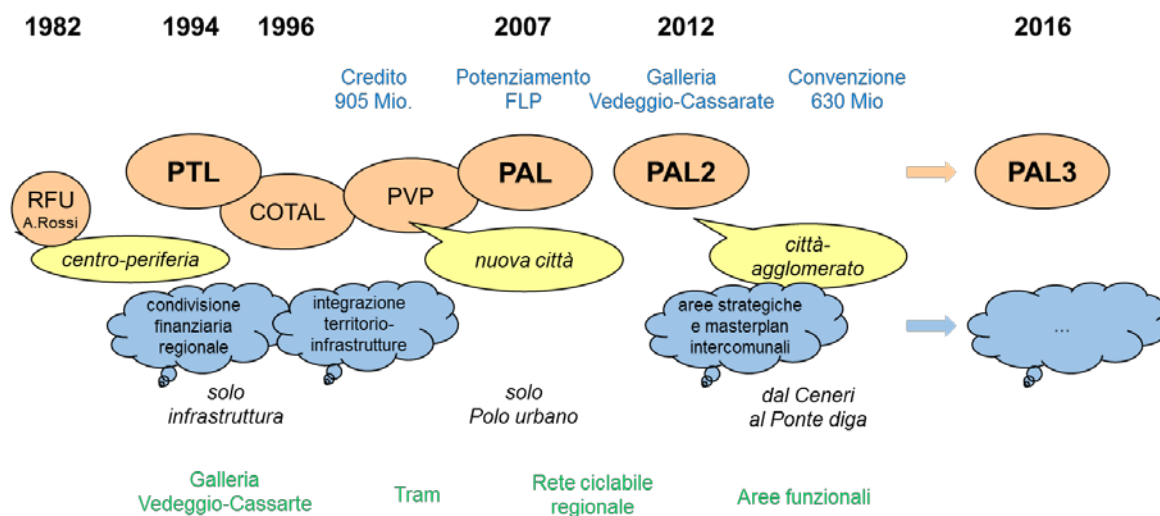 1982 1994 1996 2007 2012 2016
Credito
905 Mio.
Potenziamento
FLP
Galleria
Vedeggio-Cassarate
Convenzione
630 Mio
RFU
A.Rossi
PTL
COTAL
PVP
PAL
PAL2
PAL3
centro-periferia
nuova città
città-
agglomerato
condivisione
finanziaria
regionale
integrazione
territorio-
infrastrutture
aree strategiche
e masterplan
intercomunali
...
solo
infrastruttura
solo
Polo urbano
dal Ceneri
al Ponte diga
Galleria
Vedeggio-Cassarte
Tram
Rete ciclabile
regionale
Aree funzionali